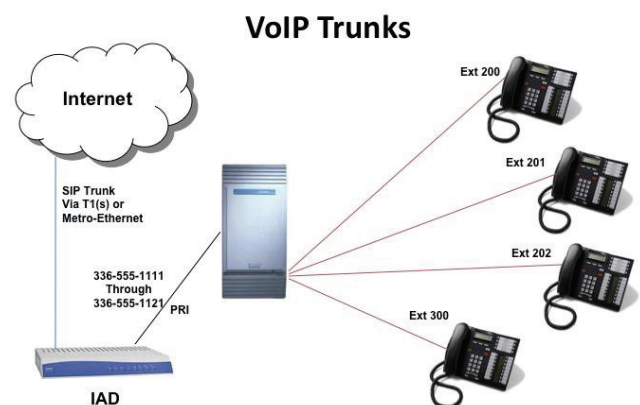 VoIP Trunks
Internet
Ext 200
Ext 201
SIP Trunk
Via T1(s) or
Metro-Ethernet
Ext 202
336-555-1111
Through
336-555-1121
PRI
Ext 300
IAD